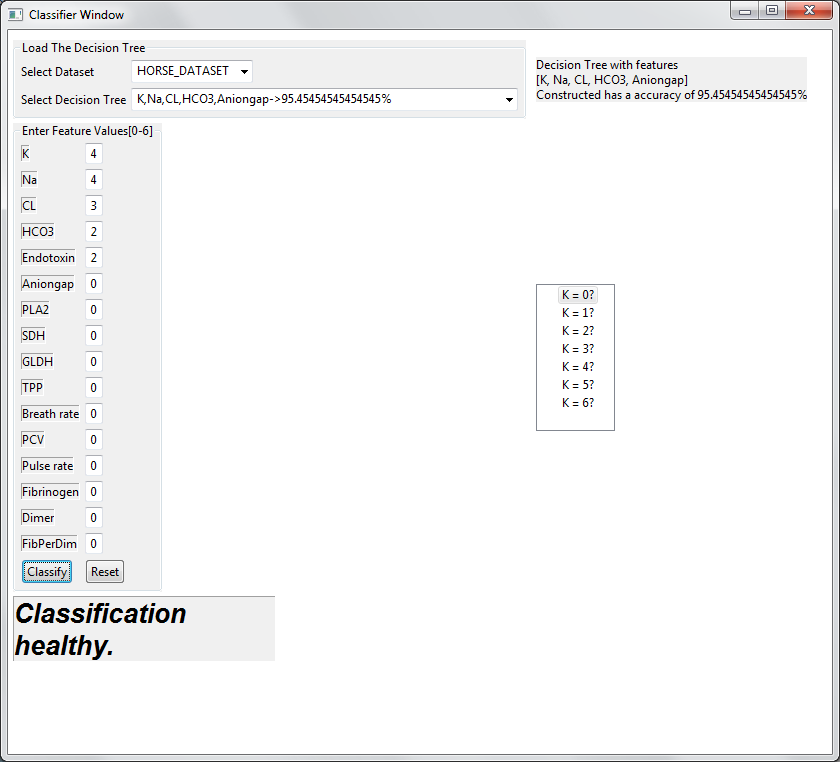 Classifier Window
Load The Decision Tree
Select Dataset HORSE_DATASET
Select Decision Tree K,Na,CL,HCO3,Aniongap->95.45454545454545%
Decision Tree with features
[K, Na, CL, HCO3, Aniongap]
Constructed has a accuracy of 95.45454545454545%
Enter Feature Values[0-6]
K 4
Na 4
CL 3
HCO3 2
Endotoxin 2
Aniongap 0
PLA2 0
SDH 0
GLDH 0
TPP 0
Breath rate 0
PCV 0
Pulse rate 0
Fibrinogen 0
Dimer 0
FibPerDim 0
Classify Reset
K = 0?
K = 1?
K = 2?
K = 3?
K = 4?
K = 5?
K = 6?
Classification
healthy.